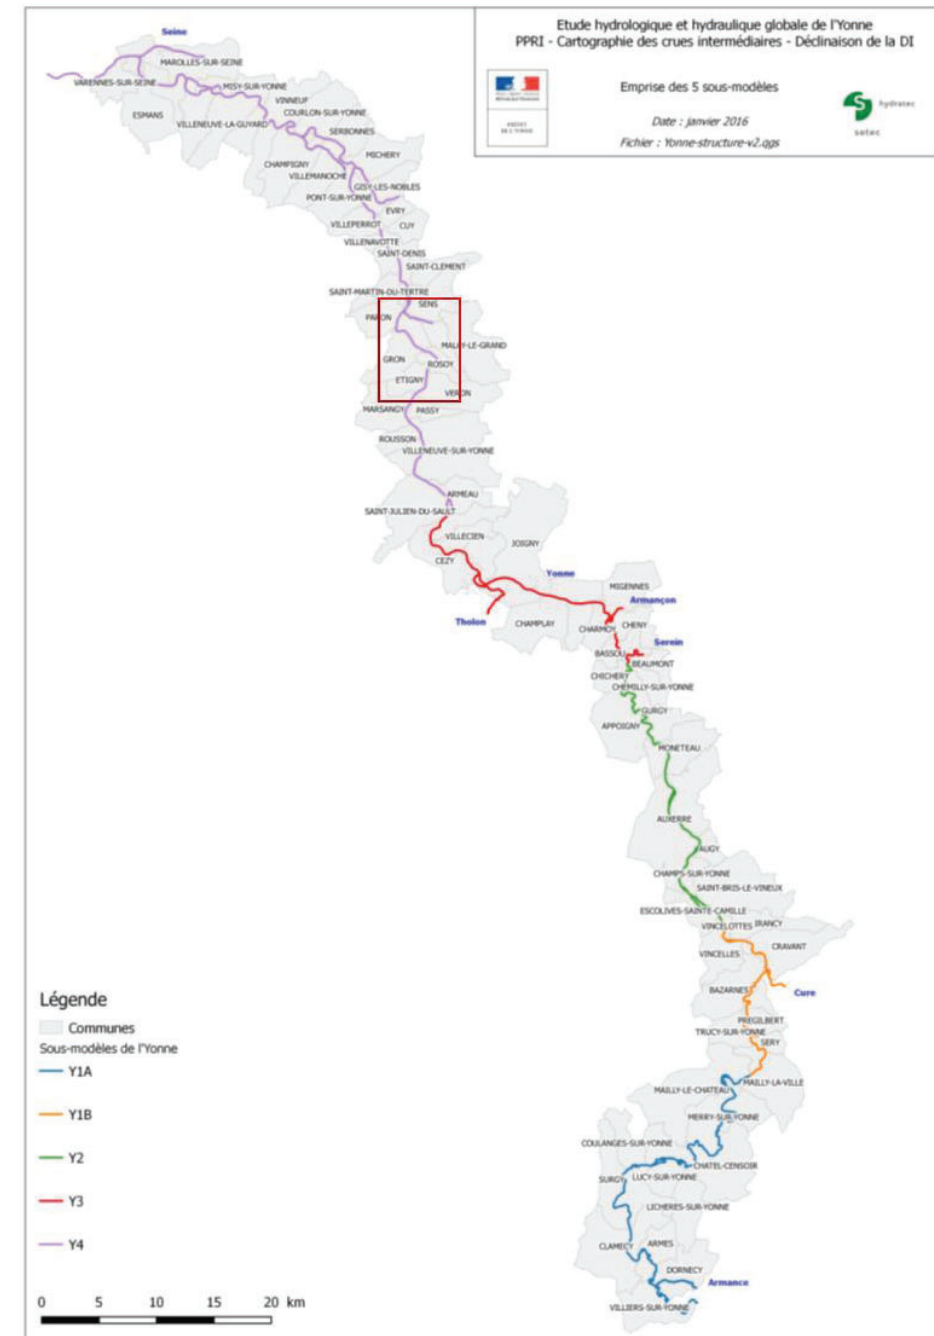 Etude hydrologique et hydraulique globale de l'Yonne
PPRI - Cartographie des crues intermédiaires - Déclinaison de la DI
Emprise des 5 sous-modèles
Date : janvier 2016
Fichier : Yonne-structure-v2.qgs
PREFET
DE L'YONNE
hydratec
setec
Seine
MAROLLES-SUR-SEINE
VARENNES-SUR-SEINE
MISY-SUR-YONNE
VINNEUF
ESMANS
COURLON-SUR-YONNE
VILLENEUVE-LA-GUYARD
SERBONNES
MICHERY
CHAMPIGNY
VILLEMANOCHE
GISY-LES-NOBLES
PONT-SUR-YONNE
EVRY
VILLEPERROT
CUY
VILLENAVOTTE
SAINT-DENIS
SAINT-CLEMENT
SAINT-MARTIN-DU-TERTRE
SENS
PARON
MALAY-LE-GRAND
GRON
ROSOY
ETIGNY
VERON
MARSANGY
PASSY
ROUSSON
VILLENEUVE-SUR-YONNE
ARMEAU
SAINT-JULIEN-DU-SAULT
VILLECIEN
JOIGNY
CEZY
Yonne
MIGENNES
Armançon
Tholon
CHAMPLAY
CHARMOY
CHENY
Serein
BASSOU
BEAUMONT
CHICHERY
CHEMILLY-SUR-YONNE
GURGY
APPOIGNY
MONETEAU
AUXERRE
AUGY
CHAMPS-SUR-YONNE
SAINT-BRIS-LE-VINEUX
ESCOLIVES-SAINTE-CAMILLE
VINCELOTTES
IRANCY
CRAVANT
VINCELLES
BAZARNES
Cure
PREGILBERT
TRUCY-SUR-YONNE
SERY
MAILLY-LA-VILLE
MAILLY-LE-CHATEAU
MERRY-SUR-YONNE
COULANGES-SUR-YONNE
CHATEL-CENSOIR
SURGY
LUCY-SUR-YONNE
LICHERES-SUR-YONNE
CLAMECY
ARMES
DORNECY
Armance
VILLIERS-SUR-YONNE
Légende
Communes
Sous-modèles de l'Yonne
Y1A
Y1B
Y2
Y3
Y4
0 5 10 15 20 km